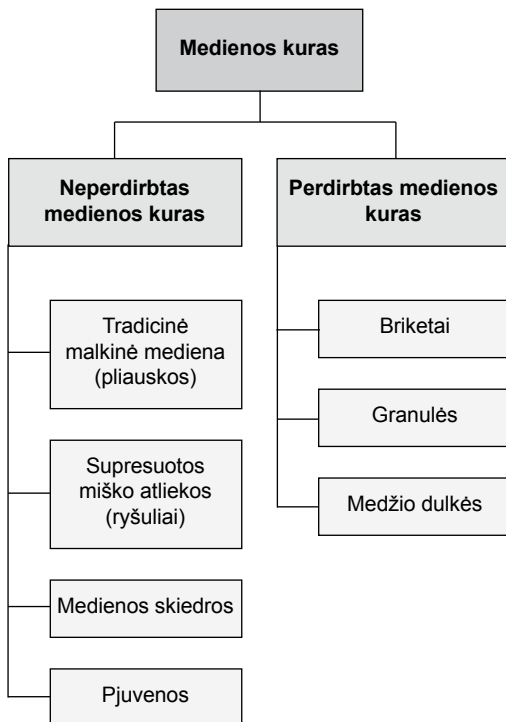 Medienos kuras
Neperdirbtas
medienos kuras
Tradicinė
malkinė mediena
(pliauskos)
Supresuotos
miško atliekos
(ryšuliai)
Medienos skiedros
Pjuvenos
Perdirbtas medienos
kuras
Briketai
Granulės
Medžio dulkės